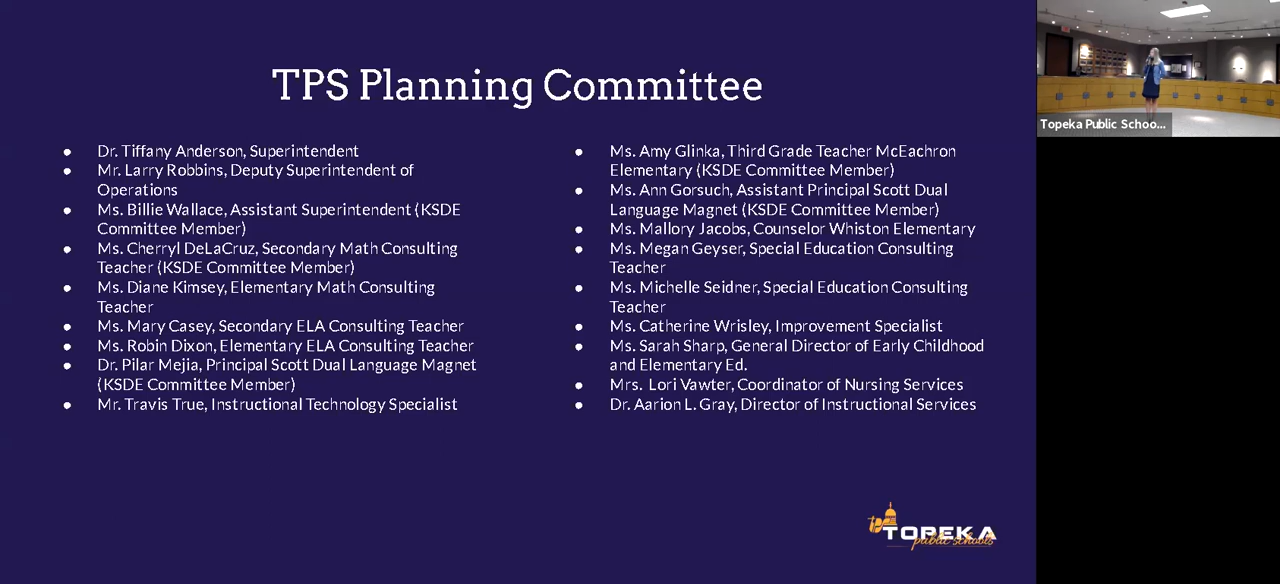 TPS Planning Committee
Dr. Tiffany Anderson, Superintendent
Mr. Larry Robbins, Deputy Superintendent of
Operations
Ms. Billie Wallace, Assistant Superintendent (KSDE
Committee Member)
Ms. Cherryl DeLaCruz, Secondary Math Consulting
Teacher (KSDE Committee Member)
Ms. Diane Kimsey, Elementary Math Consulting
Teacher
Ms. Mary Casey, Secondary ELA Consulting Teacher
Ms. Robin Dixon, Elementary ELA Consulting Teacher
Dr. Pilar Mejia, Principal Scott Dual Language Magnet
(KSDE Committee Member)
Mr. Travis True, Instructional Technology Specialist
Ms. Amy Glinka, Third Grade Teacher McEachron
Elementary (KSDE Committee Member)
Ms. Ann Gorsuch, Assistant Principal Scott Dual
Language Magnet (KSDE Committee Member)
Ms. Mallory Jacobs, Counselor Whiston Elementary
Ms. Megan Geyser, Special Education Consulting
Teacher
Ms. Michelle Seidner, Special Education Consulting
Teacher
Ms. Catherine Wrisley, Improvement Specialist
Ms. Sarah Sharp, General Director of Early Childhood
and Elementary Ed.
Mrs. Lori Vawter, Coordinator of Nursing Services
Dr. Aarion L. Gray, Director of Instructional Services
TOPEKA
public schools
Topeka Public Schoo...